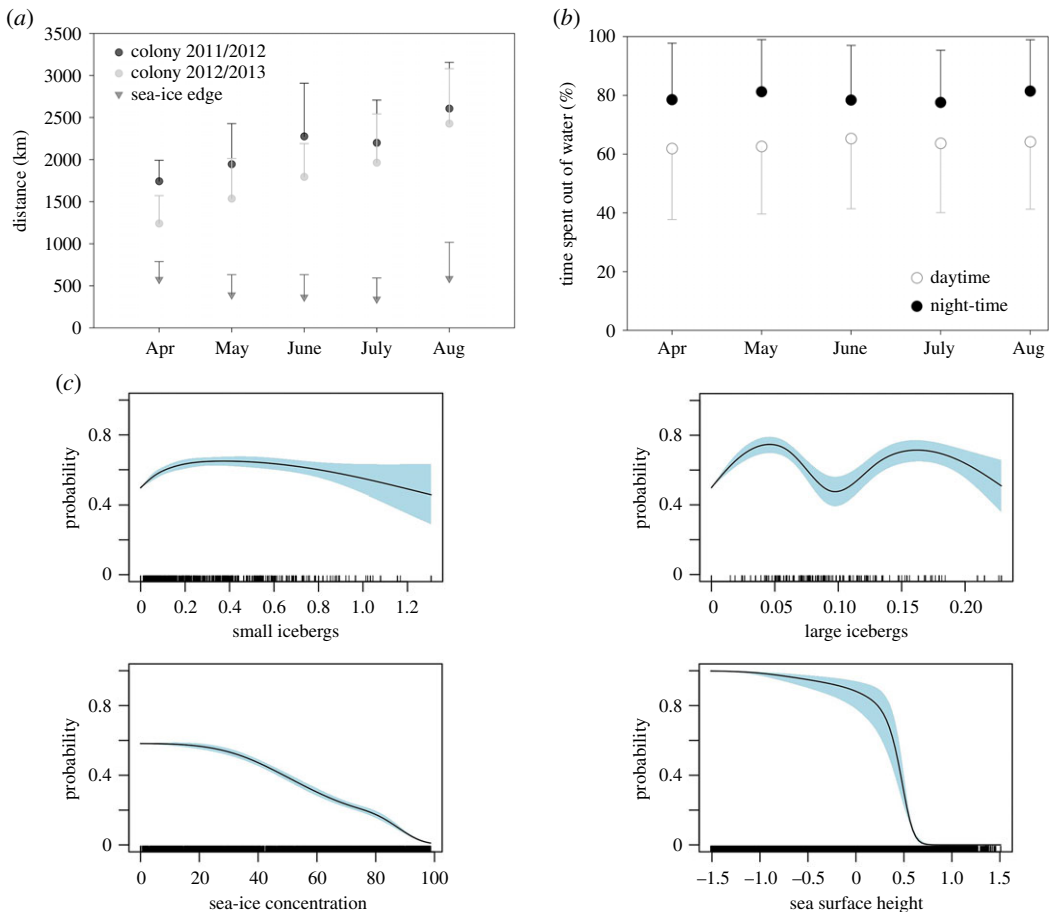 (a)
3500
3000
2500
2000
1500
1000
500
0
distance (km)
colony 2011/2012
colony 2012/2013
sea-ice edge
Apr May June July Aug
(b)
100
80
60
40
20
0
time spent out of water (%)
daytime
night-time
Apr May June July Aug
(c)
0.8
0.4
0
probability
0 0.2 0.4 0.6 0.8 1.0 1.2
small icebergs
0.8
0.4
0
probability
0 0.05 0.10 0.15 0.20
large icebergs
0.8
0.4
0
probability
0 20 40 60 80 100
sea-ice concentration
0.8
0.4
0
probability
–1.5 –1.0 –0.5 0 0.5 1.0 1.5
sea surface height